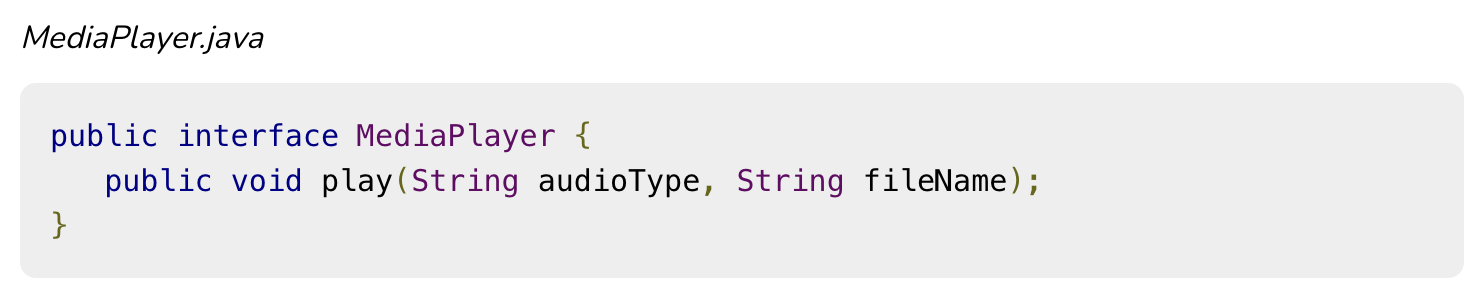 MediaPlayer.java
public interface MediaPlayer {
   public void play(String audioType, String fileName);
}